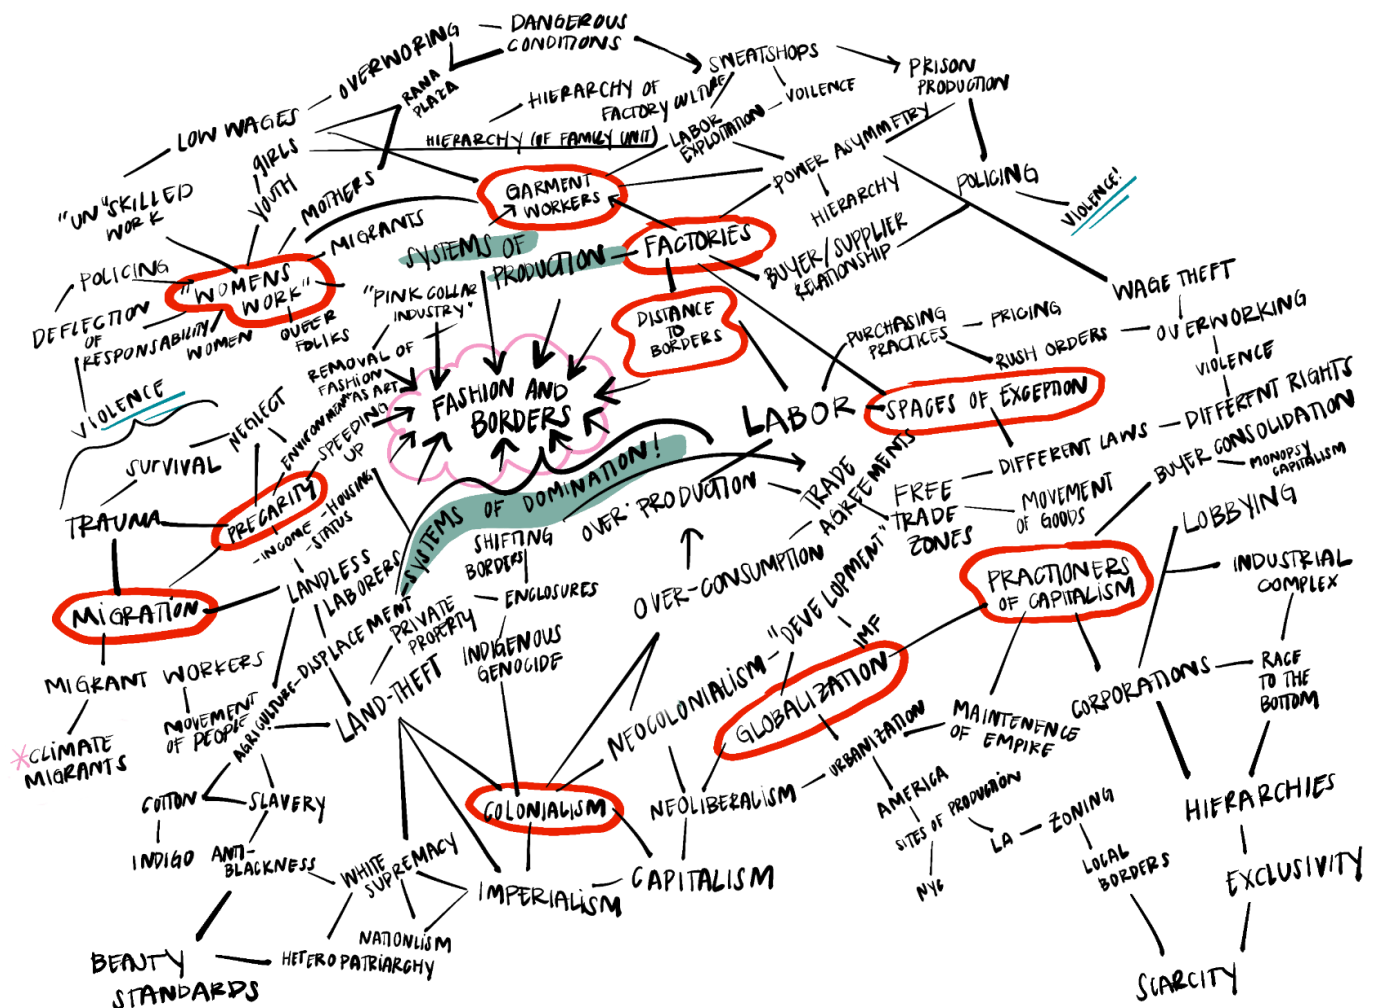 OVERWORING
DANGEROUS
CONDITIONS
SWEATSHOPS
PRISON
PRODUCTION
LOW WAGES
RANA
PLAZA
HIERARCHY OF
FACTORY CULTURE
VOILENCE
GIRLS
HIERARCHY (OF FAMILY UNIT)
LABOR
EXPLOITATION
POWER ASYMMETRY
"UN"SKILLED
WORK
YOUTH
MOTHERS
MIGRANTS
GARMENT
WORKERS
HIERARCHY
POLICING
VIOLENCE!
SYSTEMS OF
PRODUCTION
FACTORIES
BUYER/SUPPLIER
RELATIONSHIP
POLICING
"WOMENS
WORK"
DEFLECTION
OF
RESPONSABILITY
WOMEN
QUEER
FOLIKS
"PINK COLLAR
INDUSTRY"
DISTANCE
TO
BORDERS
WAGE THEFT
PURCHASING
PRACTICES
PRICING
RUSH ORDERS
OVERWORKING
VIOLENCE
REMOVAL OF
FASHION
AS ART
FASHION AND
BORDERS
LABOR
SPACES OF EXCEPTION
DIFFERENT LAWS
DIFFERENT RIGHTS
BUYER CONSOLIDATION
MONOPSY
CAPITALISM
VIOLENCE
NEGLECT
ENVIRONMENT
SPEEDING
UP
SURVIVAL
TRAUMA
PRECARITY
-HOUSING
-INCOME
-STATUS
SYSTEMS OF DOMINATION!
OVER-PRODUCTION
TRADE
AGREEMENTS
FREE
TRADE
ZONES
MOVEMENT
OF GOODS
LOBBYING
SHIFTING
BORDERS
MIGRATION
LANDLESS
LABORERS
OVER-CONSUMPTION
PRACTIONERS
OF CAPITALISM
INDUSTRIAL
COMPLEX
DISPLACEMENT
PRIVATE
PROPERTY
ENCLOSURES
INDIGENOUS
GENOCIDE
"DEVELOPMENT"
IMF
MIGRANT WORKERS
MOVEMENT
OF PEOPLE
AGRICULTURE
LAND-THEFT
NEOCOLONIALISM
GLOBALIZATION
CORPORATIONS
RACE
TO THE
BOTTOM
*CLIMATE
MIGRANTS
URBANIZATION
MAINTENENCE
OF EMPIRE
COTTON
SLAVERY
COLONIALISM
NEOLIBERALISM
AMERICA
SITES OF PRODUCTION
LA
ZONING
HIERARCHIES
INDIGO
ANTI-
BLACKNESS
WHITE
SUPREMACY
IMPERIALISM
CAPITALISM
NYC
LOCAL
BORDERS
EXCLUSIVITY
NATIONLISM
HETEROPATRIARCHY
BEAUTY
STANDARDS
SCARCITY